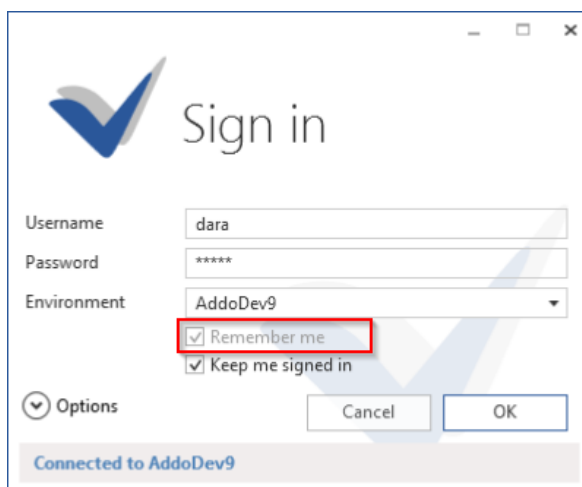 Sign in
Username dara
Password *****
Environment AddoDev9
Remember me
Keep me signed in
Options Cancel OK
Connected to AddoDev9